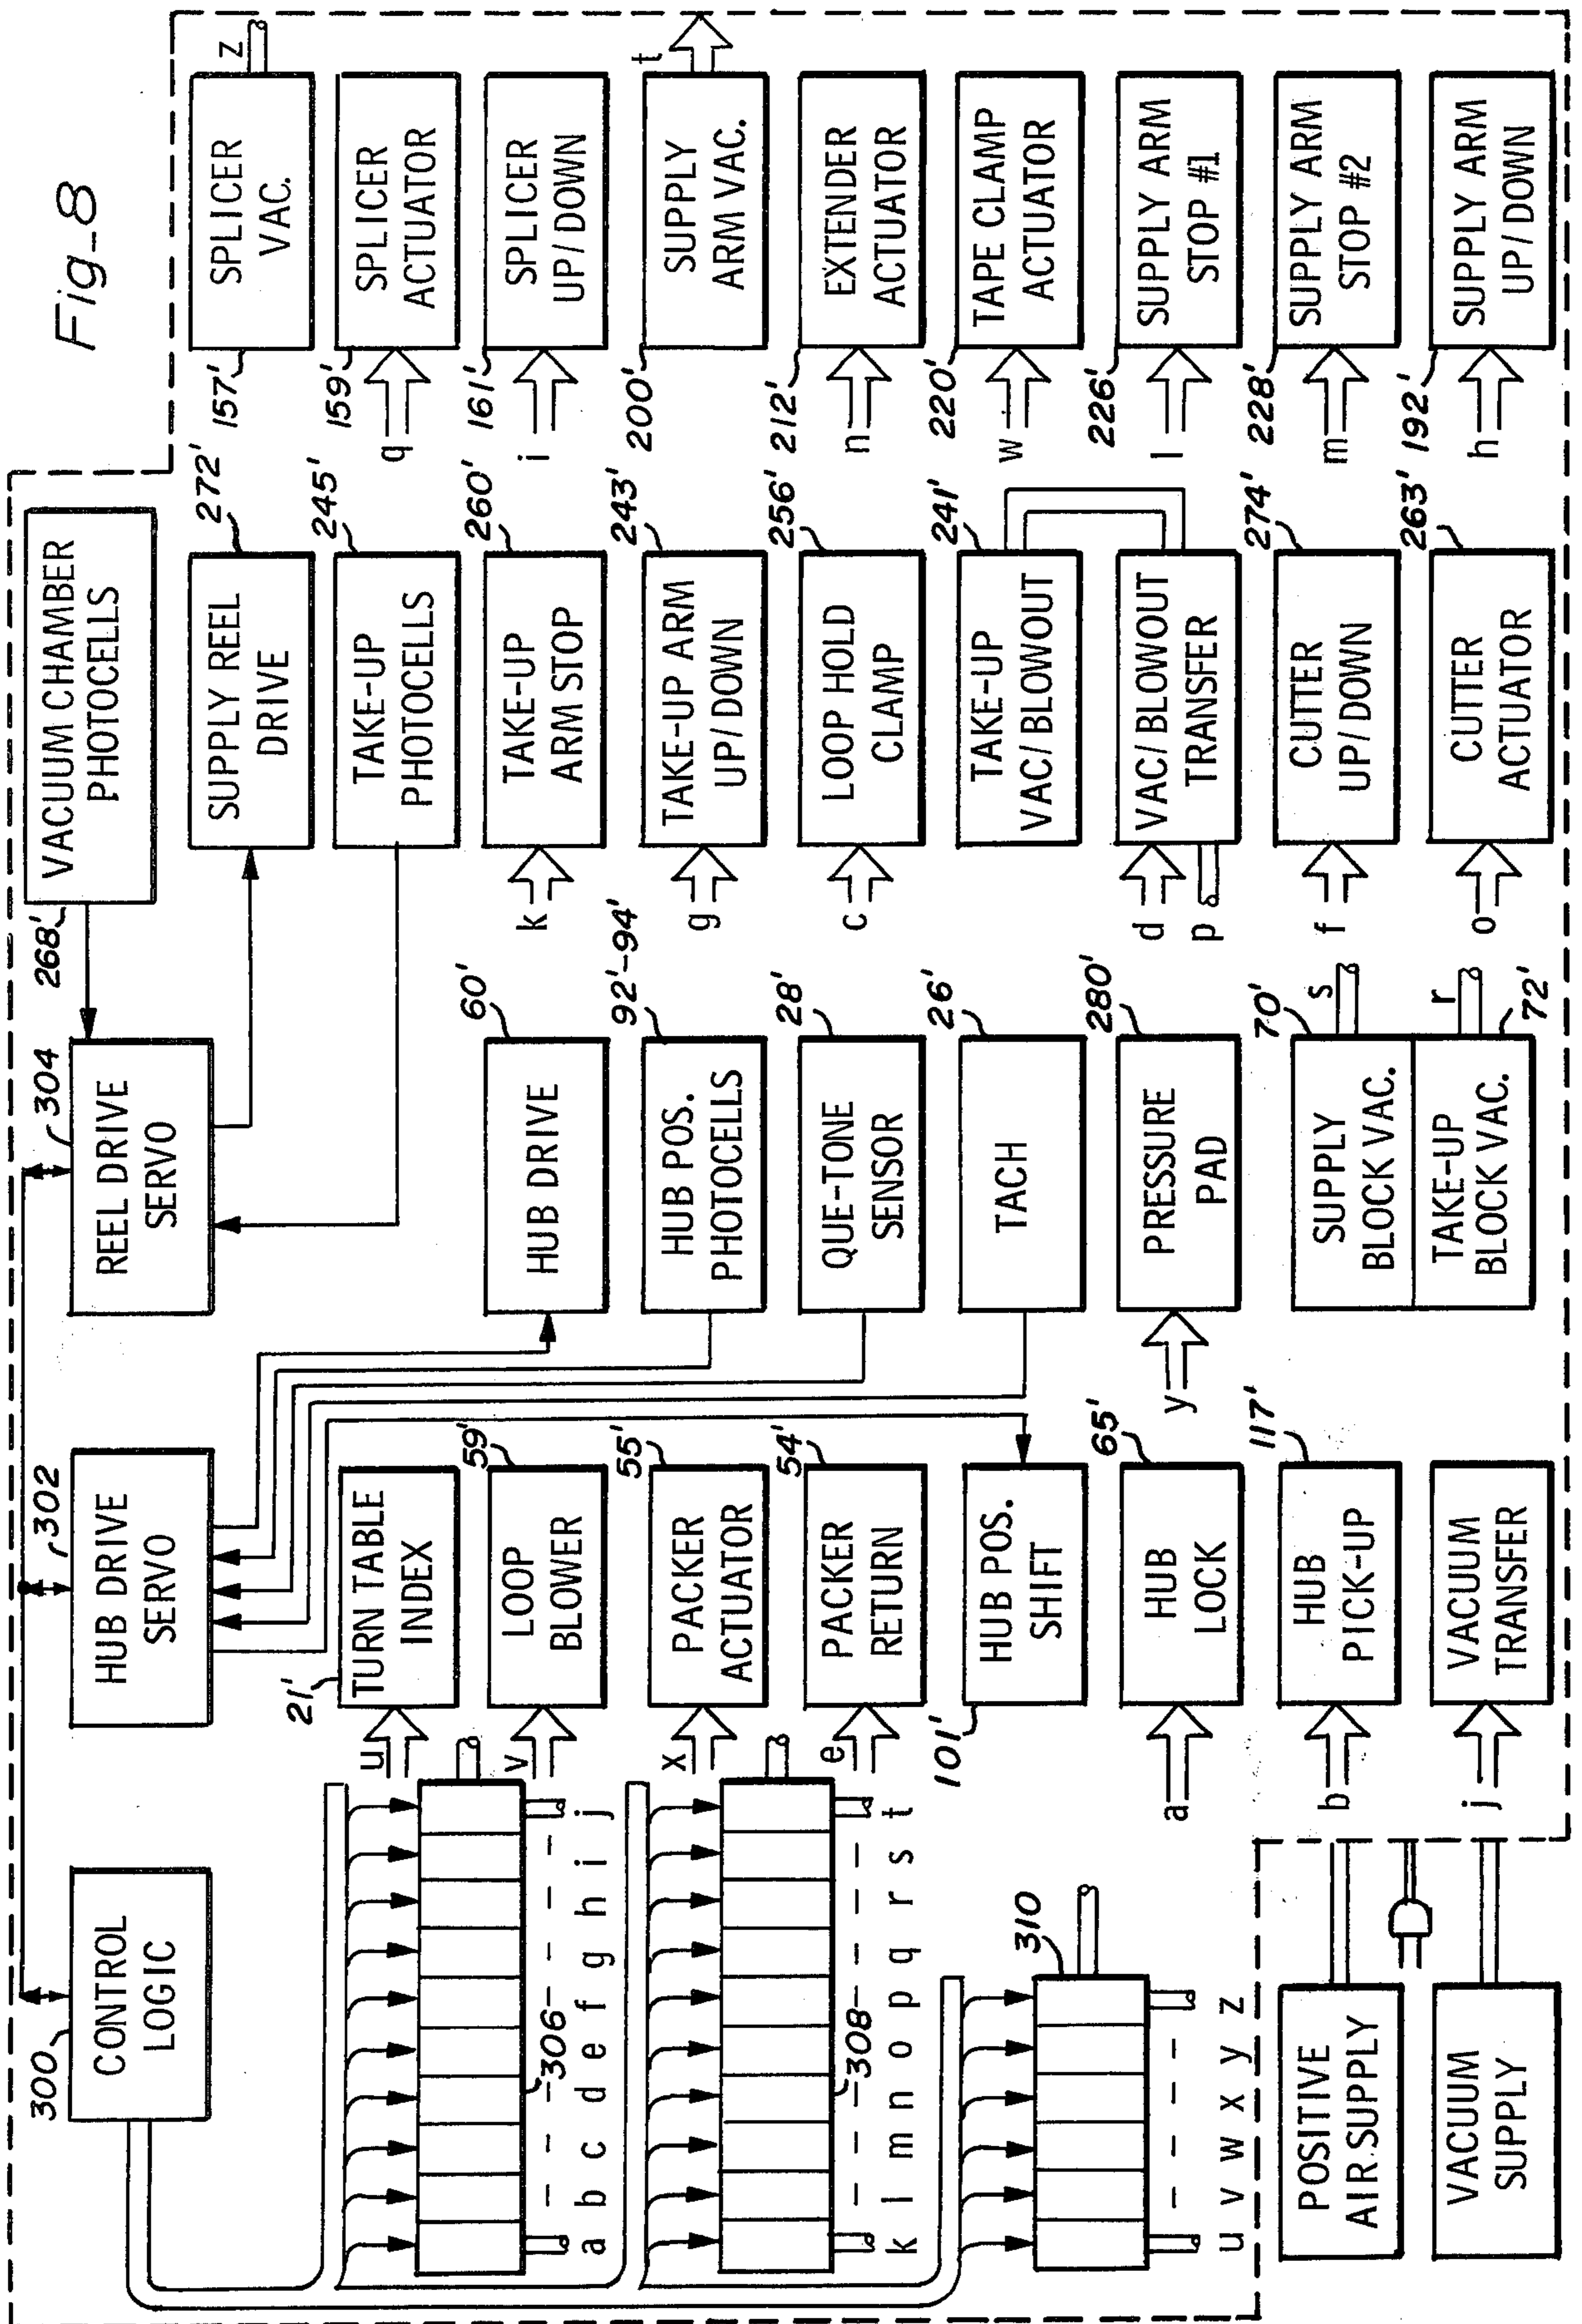 Fig_8
300
CONTROL
LOGIC
302
HUB DRIVE
SERVO
304
REEL DRIVE
SERVO
268'
VACUUM CHAMBER
PHOTOCELLS
306
a b c d e f g h i j
308
k l m n o p q r s t
310
u v w x y z
POSITIVE
AIR SUPPLY
VACUUM
SUPPLY
u
21'
TURN TABLE
INDEX
v
59'
LOOP
BLOWER
x
55'
PACKER
ACTUATOR
e
54'
PACKER
RETURN
101'
HUB POS.
SHIFT
a
65'
HUB
LOCK
b
117'
HUB
PICK-UP
j
VACUUM
TRANSFER
60'
HUB DRIVE
92'-94'
HUB POS.
PHOTOCELLS
28'
QUE-TONE
SENSOR
26'
TACH
y
280'
PRESSURE
PAD
70'
SUPPLY
BLOCK VAC.
s
TAKE-UP
BLOCK VAC.
r
72'
272'
SUPPLY REEL
DRIVE
245'
TAKE-UP
PHOTOCELLS
k
260'
TAKE-UP
ARM STOP
g
243'
TAKE-UP ARM
UP/DOWN
c
256'
LOOP HOLD
CLAMP
241'
TAKE-UP
VAC/BLOWOUT
d
p
VAC/BLOWOUT
TRANSFER
f
274'
CUTTER
UP/DOWN
o
263'
CUTTER
ACTUATOR
157'
SPLICER
VAC.
z
q
159'
SPLICER
ACTUATOR
i
161'
SPLICER
UP/DOWN
200'
SUPPLY
ARM VAC.
t
n
212'
EXTENDER
ACTUATOR
w
220'
TAPE CLAMP
ACTUATOR
l
226'
SUPPLY ARM
STOP #1
m
228'
SUPPLY ARM
STOP #2
h
192'
SUPPLY ARM
UP/DOWN